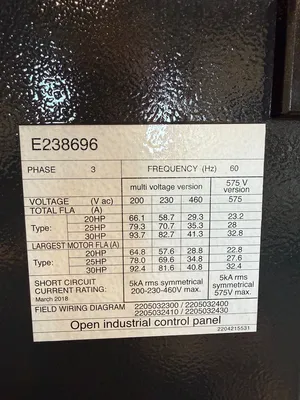 E238696
PHASE 3 FREQUENCY (Hz) 60
multi voltage version 575 V version
VOLTAGE (V ac) 200 230 460 575
TOTAL FLA (A)
Type: 20HP 66.1 58.7 29.3 23.2
25HP 79.3 70.7 35.3 28
30HP 93.7 82.7 41.3 32.8
LARGEST MOTOR FLA (A)
Type: 20HP 64.8 57.6 28.8 22.8
25HP 78.0 69.6 34.8 27.6
30HP 92.4 81.6 40.8 32.4
SHORT CIRCUIT CURRENT RATING: 5kA rms symmetrical 200-230-460V max. 5kA rms symmetrical 575V max.
March 2018
FIELD WIRING DIAGRAM 2205032300 / 2205032400
2205032410 / 2205032430
Open industrial control panel
2204215531